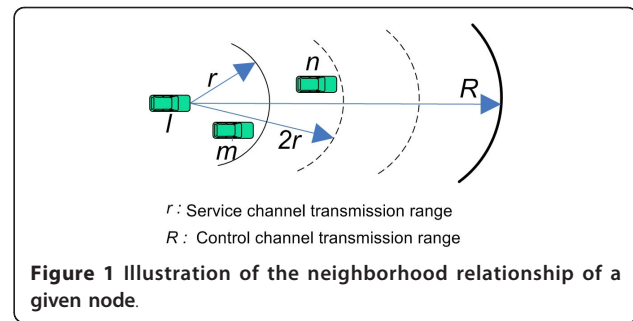 n
r
R
l
m
2r
r : Service channel transmission range
R : Control channel transmission range
Figure 1 Illustration of the neighborhood relationship of a
given node.